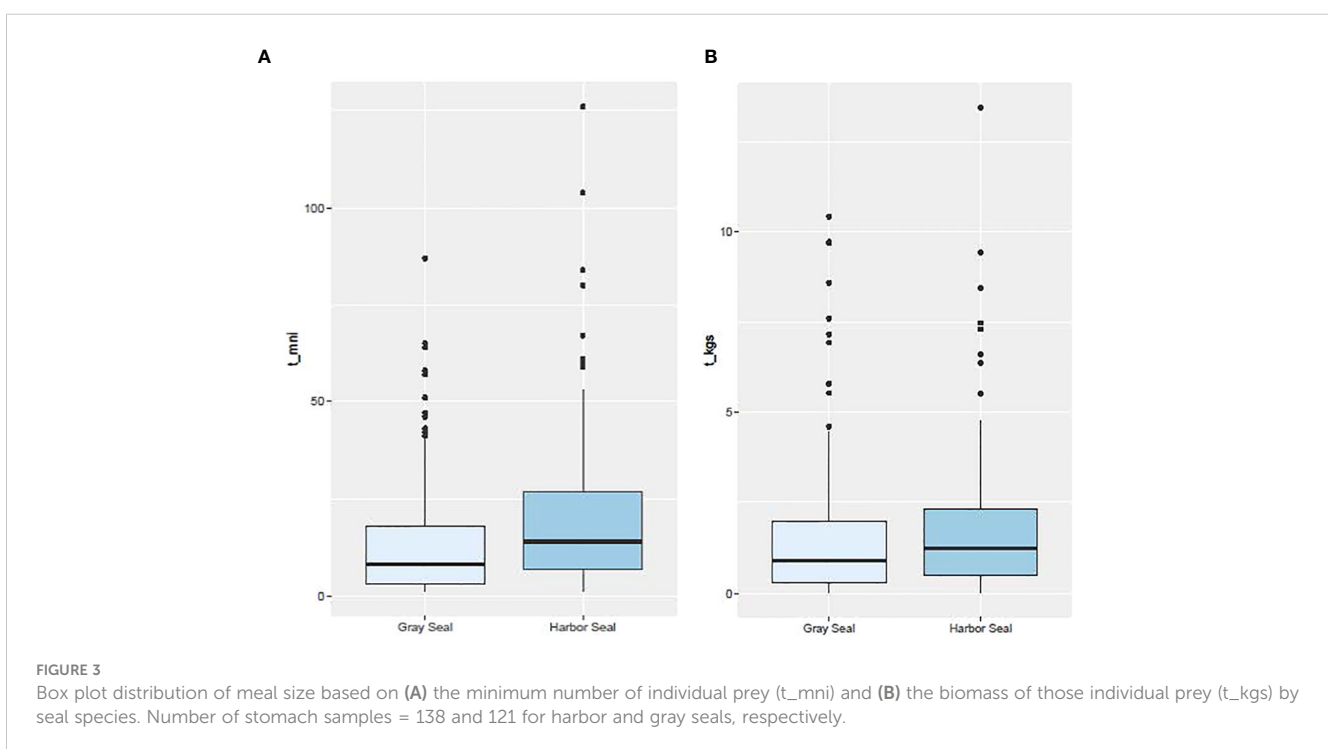 A
B
t_mni
100
50
0
Gray Seal
Harbor Seal
t_kgs
10
5
0
Gray Seal
Harbor Seal
FIGURE 3
Box plot distribution of meal size based on (A) the minimum number of individual prey (t_mni) and (B) the biomass of those individual prey (t_kgs) by
seal species. Number of stomach samples = 138 and 121 for harbor and gray seals, respectively.